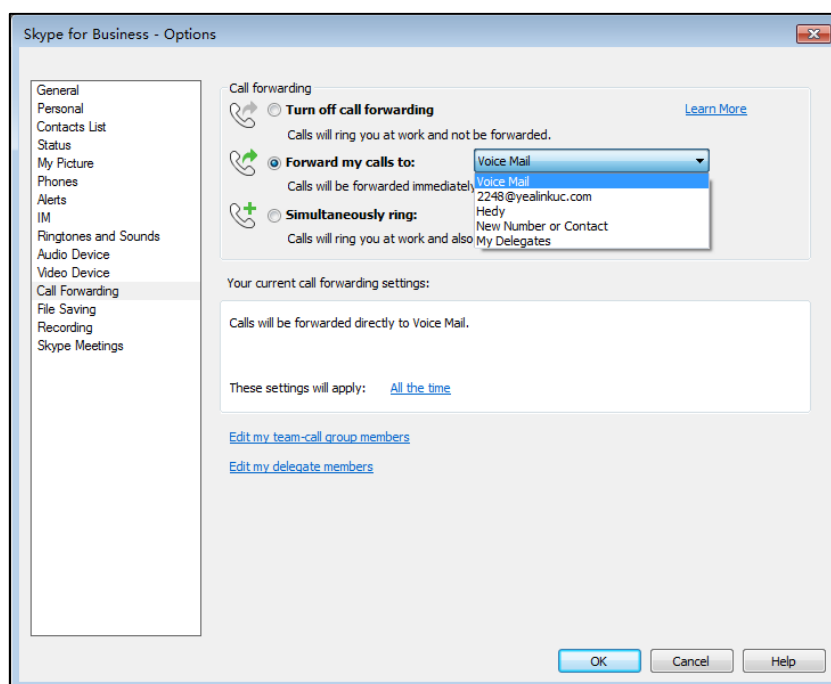 Skype for Business - Options
General
Personal
Contacts List
Status
My Picture
Phones
Alerts
IM
Ringtones and Sounds
Audio Device
Video Device
Call Forwarding
File Saving
Recording
Skype Meetings
Call forwarding
Turn off call forwarding
Learn More
Calls will ring you at work and not be forwarded.
Forward my calls to:
Voice Mail
Calls will be forwarded immediately
Voice Mail
2248@yealinkuc.com
Hedy
New Number or Contact
My Delegates
Simultaneously ring:
Calls will ring you at work and also
Your current call forwarding settings:
Calls will be forwarded directly to Voice Mail.
These settings will apply: All the time
Edit my team-call group members
Edit my delegate members
OK
Cancel
Help